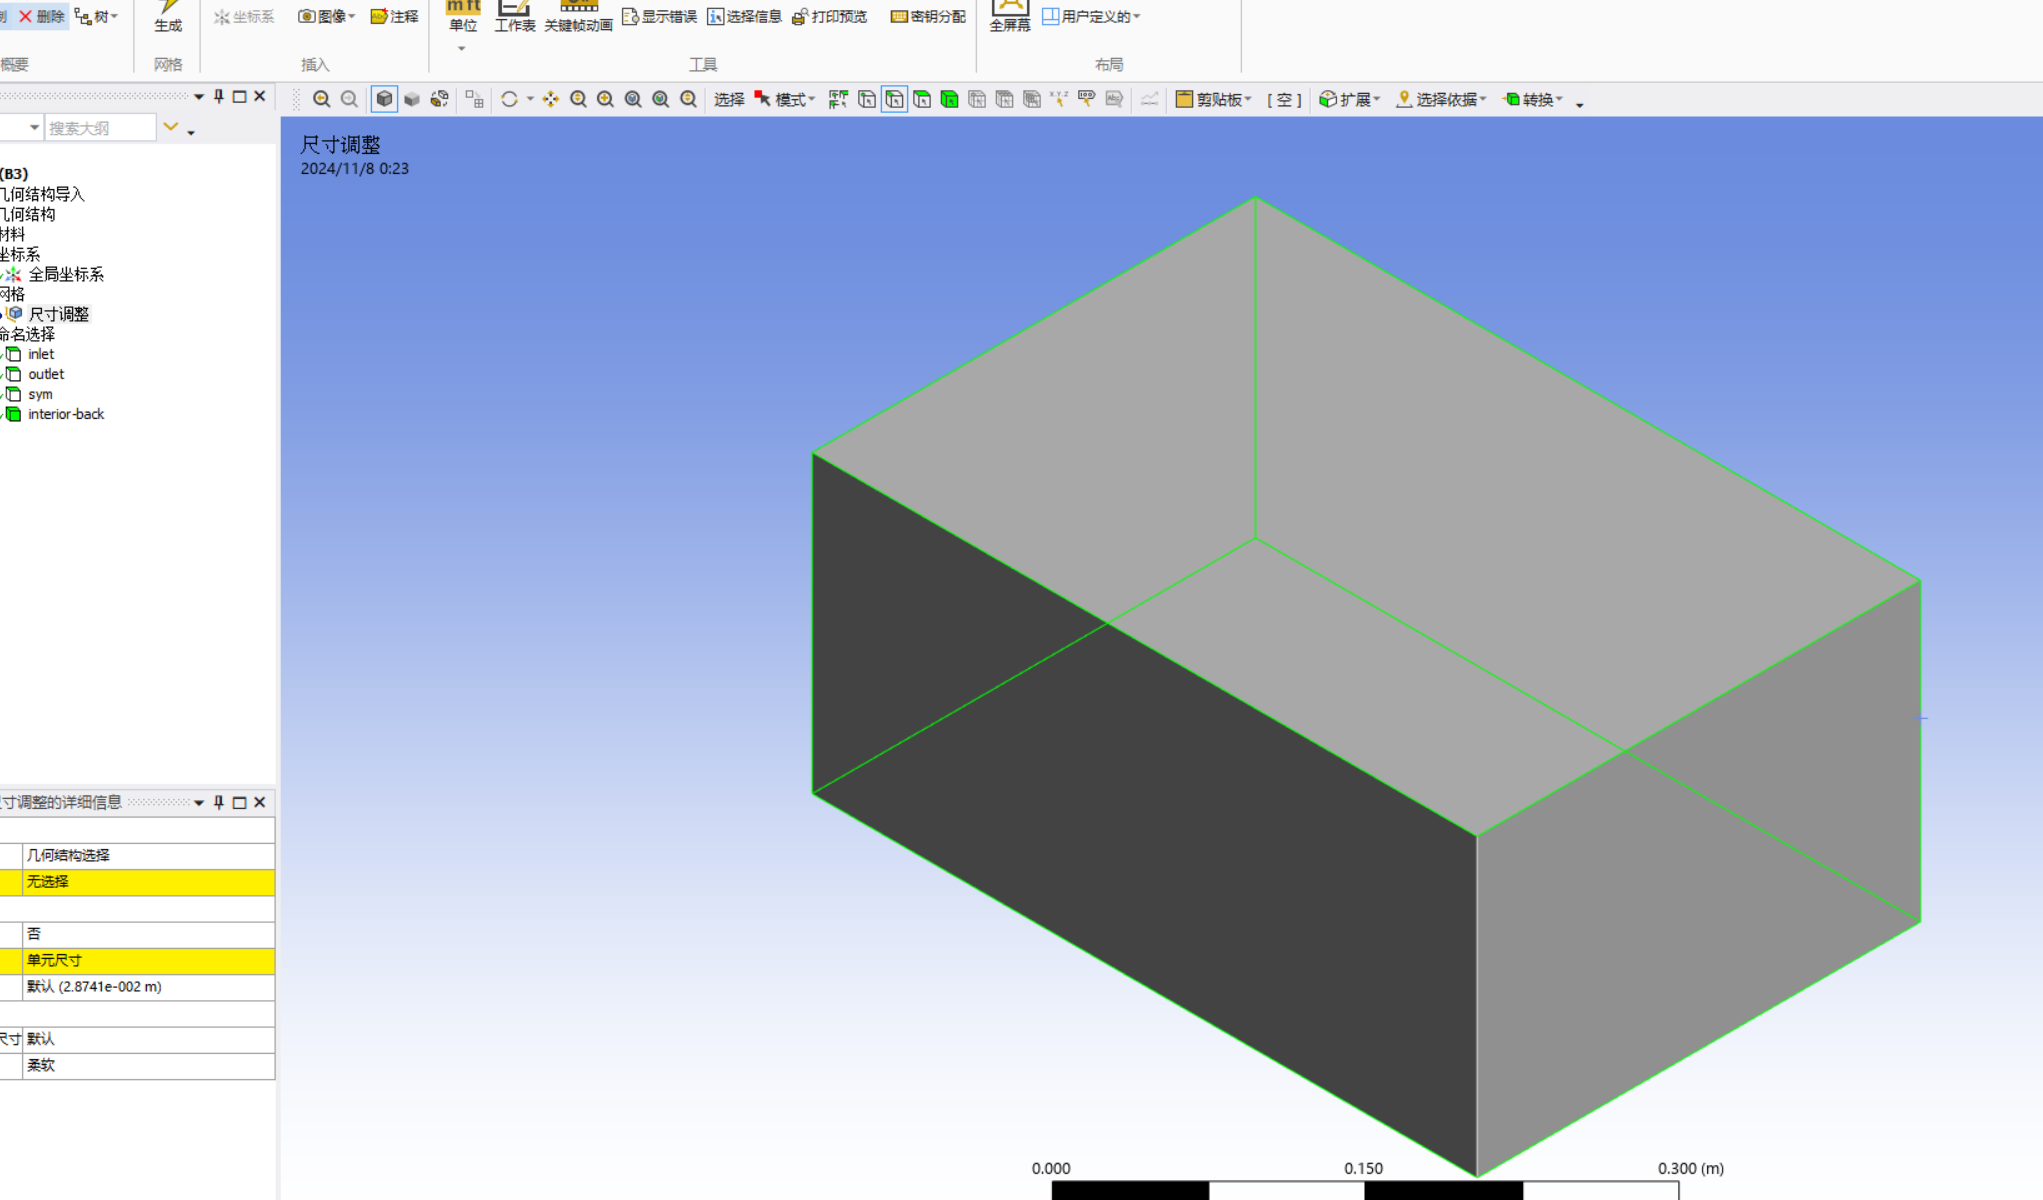 删除
树
生成
坐标系
图像
注释
单位
工作表
关键帧动画
显示错误
选择信息
打印预览
密钥分配
全屏幕
用户定义的
概要
网格
插入
工具
布局
选择
模式
剪贴板
[ 空 ]
扩展
选择依据
转换
搜索大纲
尺寸调整
2024/11/8 0:23
(B3)
几何结构导入
几何结构
材料
坐标系
全局坐标系
网格
尺寸调整
命名选择
inlet
outlet
sym
interior-back
尺寸调整的详细信息
几何结构选择
无选择
否
单元尺寸
默认 (2.8741e-002 m)
尺寸 默认
柔软
0.000
0.150
0.300 (m)